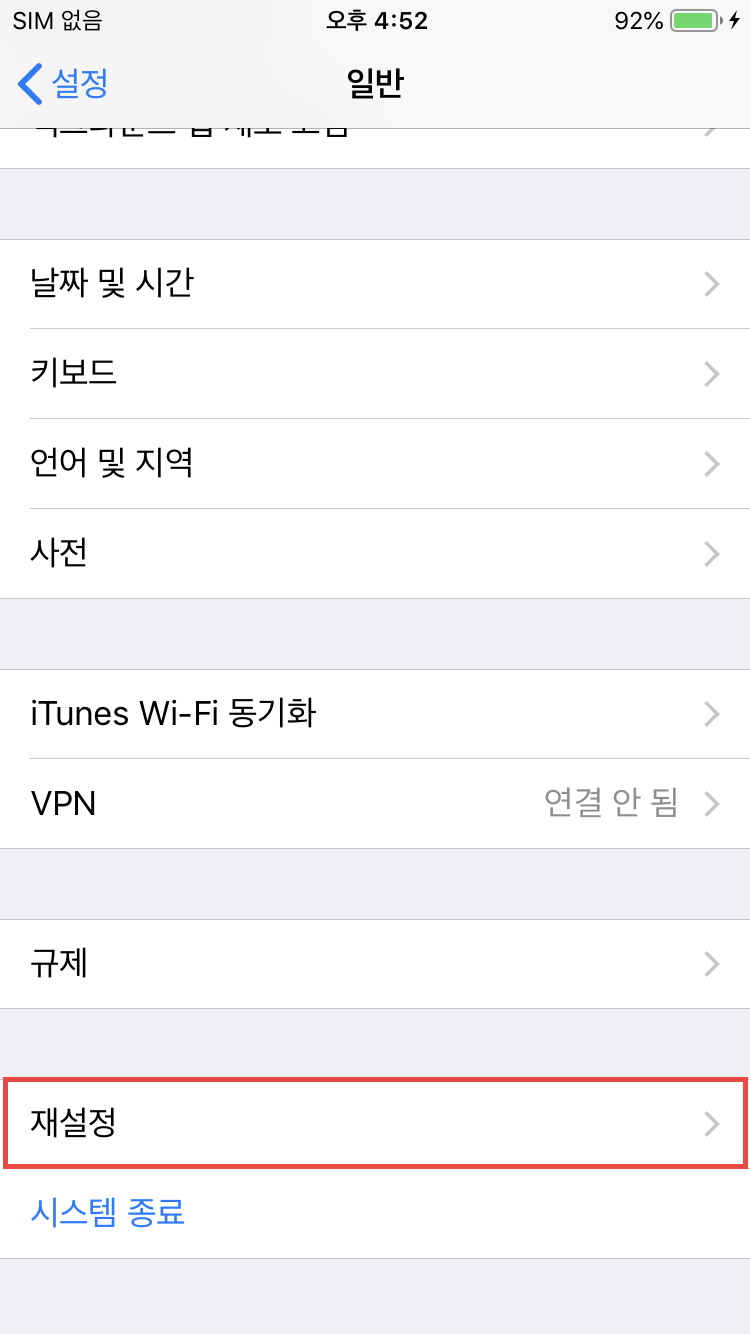 SIM 없음 오후 4:52 92%
설정 일반
날짜 및 시간
키보드
언어 및 지역
사전
iTunes Wi-Fi 동기화
VPN 연결 안 됨
규제
재설정
시스템 종료